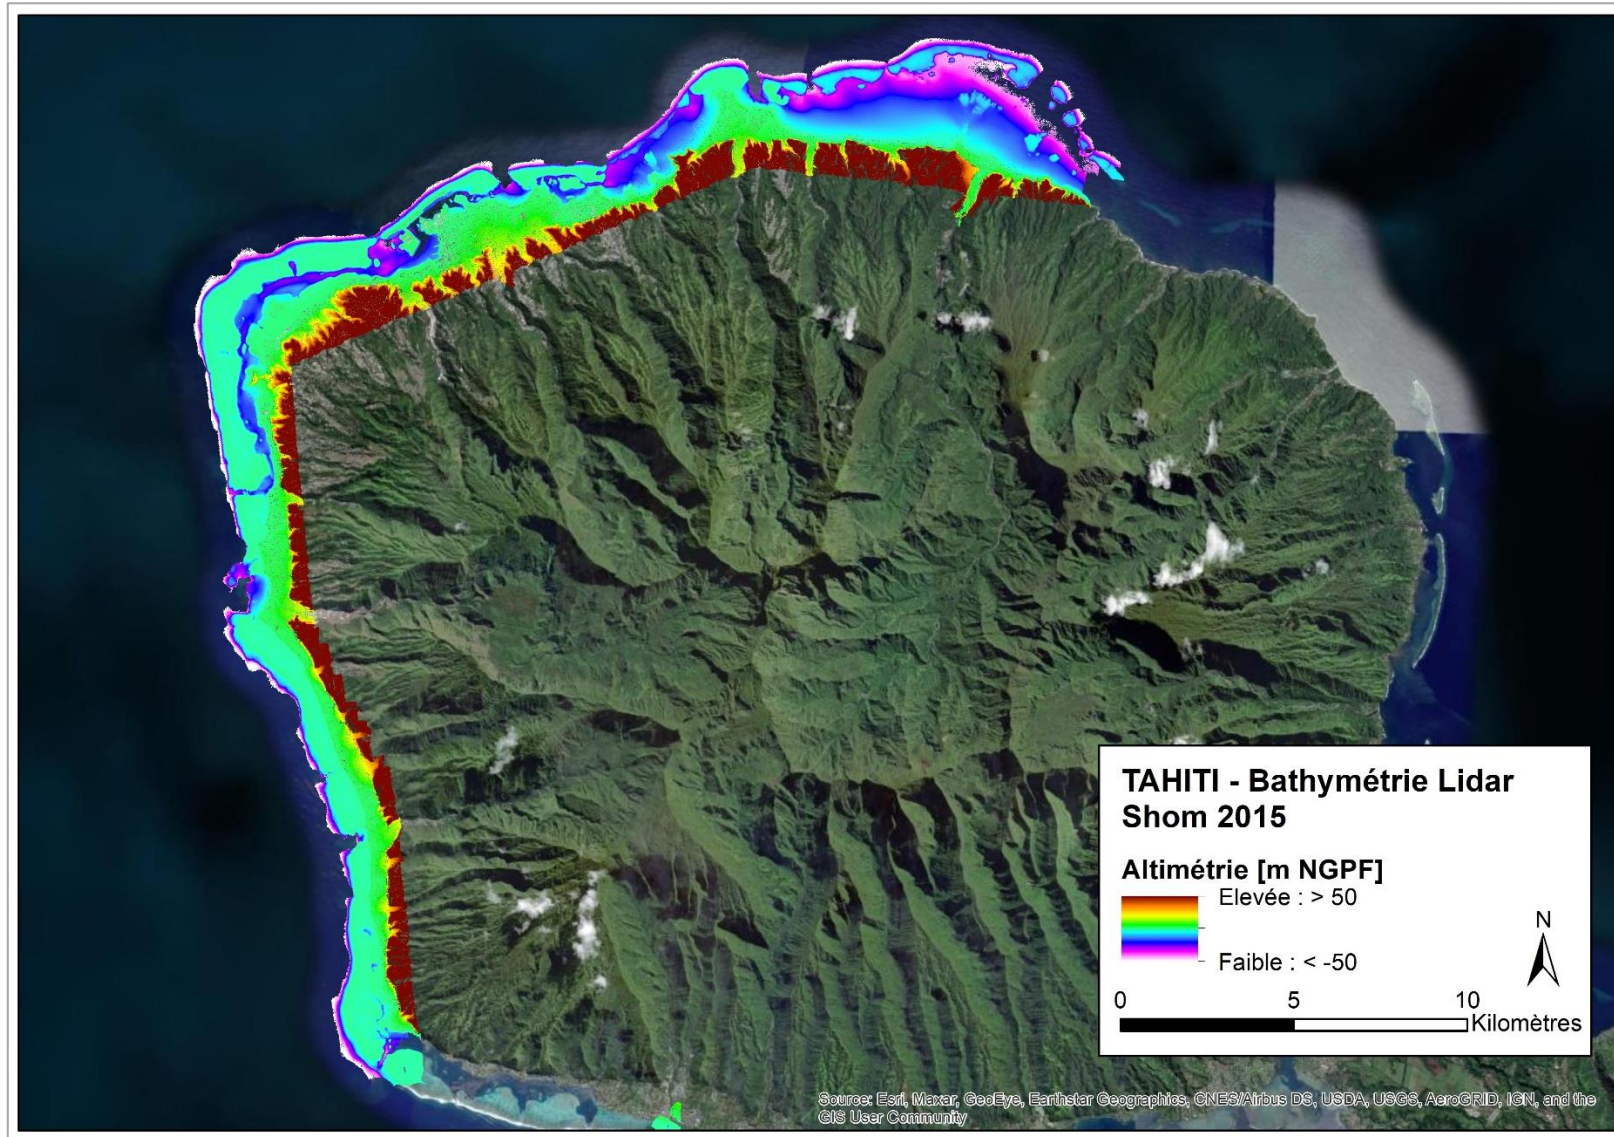 TAHITI - Bathymétrie Lidar
Shom 2015
Altimétrie [m NGPF]
Elevée : > 50
Faible : < -50
N
0 5 10
Kilomètres
Source: Esri, Maxar, GeoEye, Earthstar Geographics, CNES/Airbus DS, USDA, USGS, AeroGRID, IGN, and the
GIS User Community